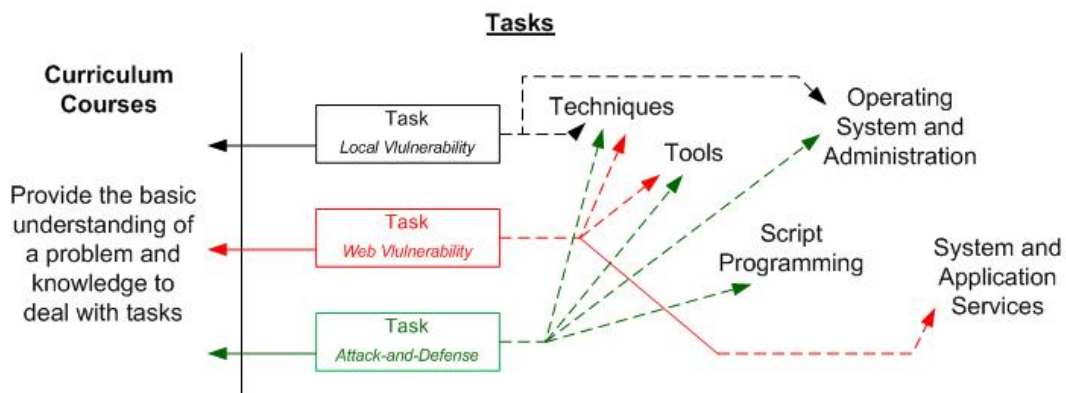 Tasks
Curriculum
Courses
Provide the basic
understanding of
a problem and
knowledge to
deal with tasks
Task
Local Vlulnerability
Task
Web Vlulnerability
Task
Attack-and-Defense
Techniques
Tools
Operating
System and
Administration
Script
Programming
System and
Application
Services